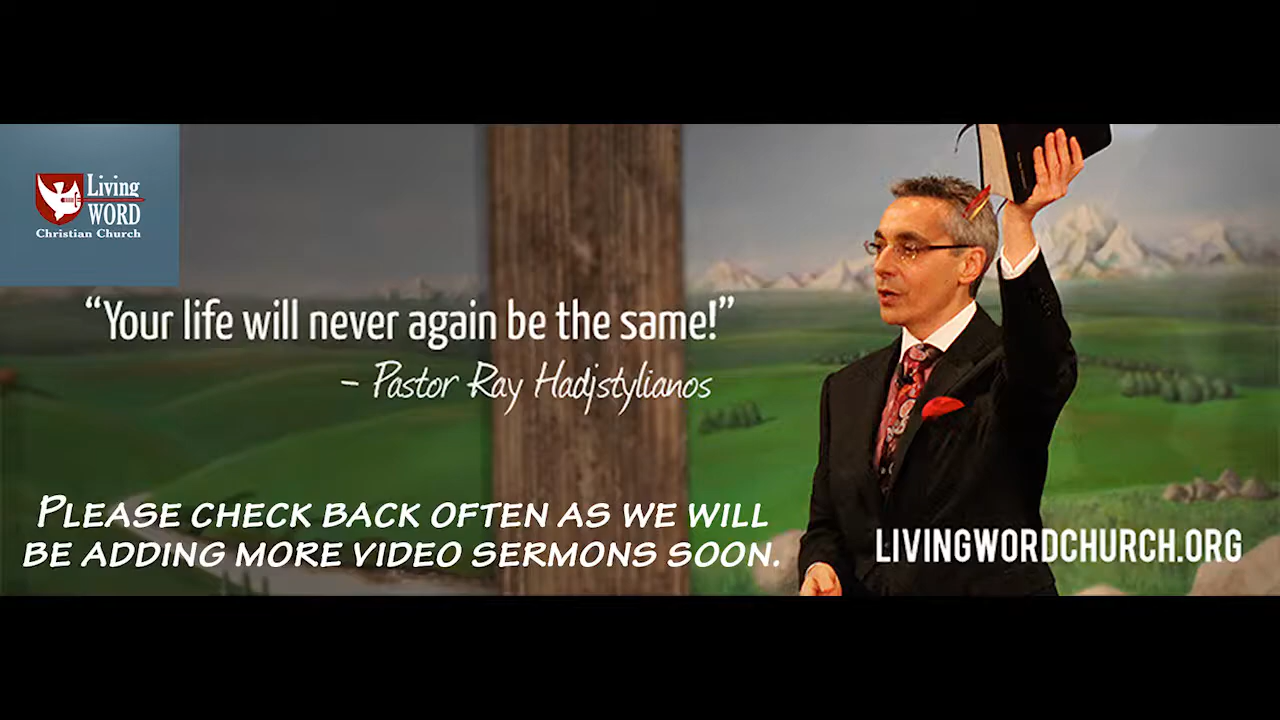 Living
WORD
Christian Church
“Your life will never again be the same!”
– Pastor Ray Hadjstylianos
PLEASE CHECK BACK OFTEN AS WE WILL
BE ADDING MORE VIDEO SERMONS SOON.
LIVINGWORDCHURCH.ORG